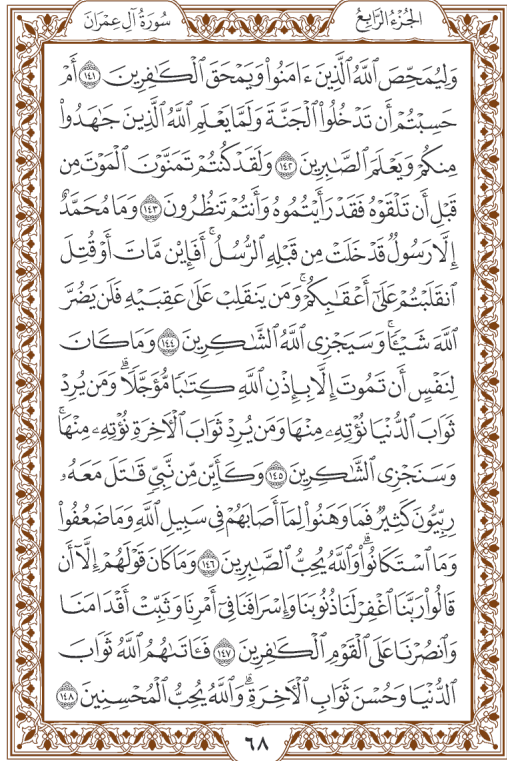 الجُزْءُ الرَّابِعُ
سُورَةُ آلِ عِمْرَانَ
وَلِيُمَحِّصَ ٱللَّهُ ٱلَّذِينَ ءَامَنُوا۟ وَيَمْحَقَ ٱلْكَـٰفِرِينَ ١٤١ أَمْ
حَسِبْتُمْ أَن تَدْخُلُوا۟ ٱلْجَنَّةَ وَلَمَّا يَعْلَمِ ٱللَّهُ ٱلَّذِينَ جَـٰهَدُوا۟
مِنكُمْ وَيَعْلَمَ ٱلصَّـٰبِرِينَ ١٤٢ وَلَقَدْ كُنتُمْ تَمَنَّوْنَ ٱلْمَوْتَ مِن
قَبْلِ أَن تَلْقَوْهُ فَقَدْ رَأَيْتُمُوهُ وَأَنتُمْ تَنظُرُونَ ١٤٣ وَمَا مُحَمَّدٌ
إِلَّا رَسُولٌ قَدْ خَلَتْ مِن قَبْلِهِ ٱلرُّسُلُ ۚ أَفَإِي۟ن مَّاتَ أَوْ قُتِلَ
ٱنقَلَبْتُمْ عَلَىٰٓ أَعْقَـٰبِكُمْ ۚ وَمَن يَنقَلِبْ عَلَىٰ عَقِبَيْهِ فَلَن يَضُرَّ
ٱللَّهَ شَيْـًٔا ۗ وَسَيَجْزِى ٱللَّهُ ٱلشَّـٰكِرِينَ ١٤٤ وَمَا كَانَ
لِنَفْسٍ أَن تَمُوتَ إِلَّا بِإِذْنِ ٱللَّهِ كِتَـٰبًا مُّؤَجَّلًا ۗ وَمَن يُرِدْ
ثَوَابَ ٱلدُّنْيَا نُؤْتِهِۦ مِنْهَا وَمَن يُرِدْ ثَوَابَ ٱلْـَٔاخِرَةِ نُؤْتِهِۦ مِنْهَا ۚ
وَسَنَجْزِى ٱلشَّـٰكِرِينَ ١٤٥ وَكَأَيِّن مِّن نَّبِىٍّ قَـٰتَلَ مَعَهُۥ
رِبِّيُّونَ كَثِيرٌ فَمَا وَهَنُوا۟ لِمَآ أَصَابَهُمْ فِى سَبِيلِ ٱللَّهِ وَمَا ضَعُفُوا۟
وَمَا ٱسْتَكَانُوا۟ ۗ وَٱللَّهُ يُحِبُّ ٱلصَّـٰبِرِينَ ١٤٦ وَمَا كَانَ قَوْلَهُمْ إِلَّآ أَن
قَالُوا۟ رَبَّنَا ٱغْفِرْ لَنَا ذُنُوبَنَا وَإِسْرَافَنَا فِىٓ أَمْرِنَا وَثَبِّتْ أَقْدَامَنَا
وَٱنصُرْنَا عَلَى ٱلْقَوْمِ ٱلْكَـٰفِرِينَ ١٤٧ فَـَٔاتَىٰهُمُ ٱللَّهُ ثَوَابَ
ٱلدُّنْيَا وَحُسْنَ ثَوَابِ ٱلْـَٔاخِرَةِ ۗ وَٱللَّهُ يُحِبُّ ٱلْمُحْسِنِينَ ١٤٨
٦٨